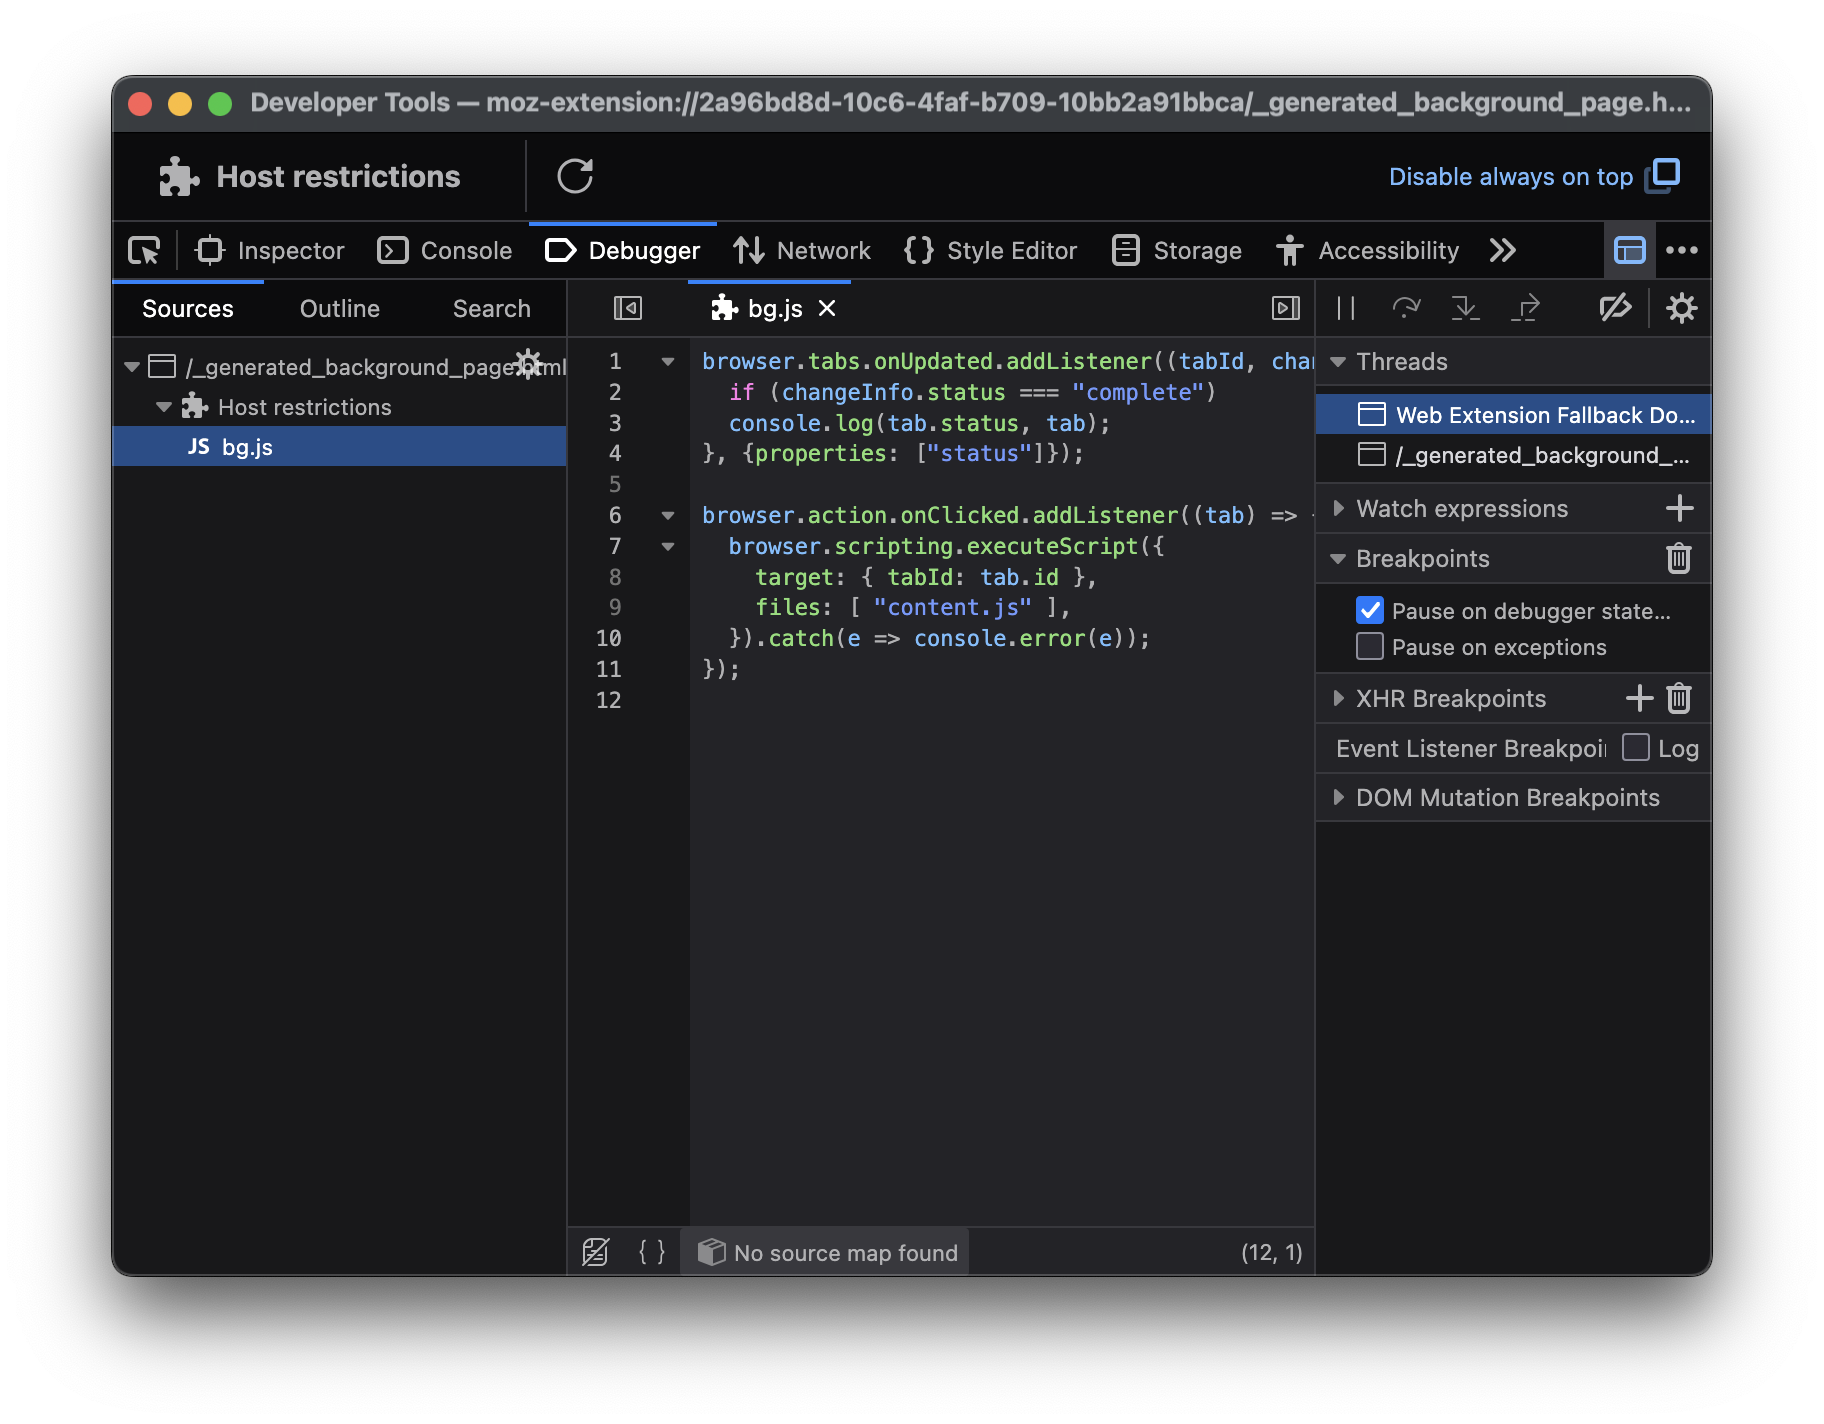 Developer Tools — moz-extension://2a96bd8d-10c6-4faf-b709-10bb2a91bbca/_generated_background_page.h...
Host restrictions
Disable always on top
Inspector Console Debugger Network Style Editor Storage Accessibility
Sources Outline Search
bg.js
/_generated_background_page.html
Host restrictions
JS bg.js
1 browser.tabs.onUpdated.addListener((tabId, chan
2 if (changeInfo.status === "complete")
3 console.log(tab.status, tab);
4 }, {properties: ["status"]});
5
6 browser.action.onClicked.addListener((tab) =>
7 browser.scripting.executeScript({
8 target: { tabId: tab.id },
9 files: [ "content.js" ],
10 }).catch(e => console.error(e));
11 });
12
{ } No source map found (12, 1)
Threads
Web Extension Fallback Do...
/_generated_background_...
Watch expressions
Breakpoints
Pause on debugger state...
Pause on exceptions
XHR Breakpoints
Event Listener Breakpoi Log
DOM Mutation Breakpoints